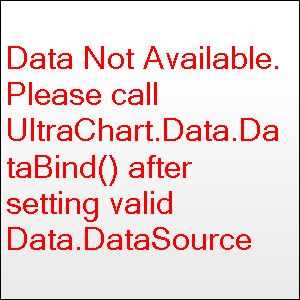 Data Not Available.
Please call
UltraChart.Data.Da
taBind() after
setting valid
Data.DataSource